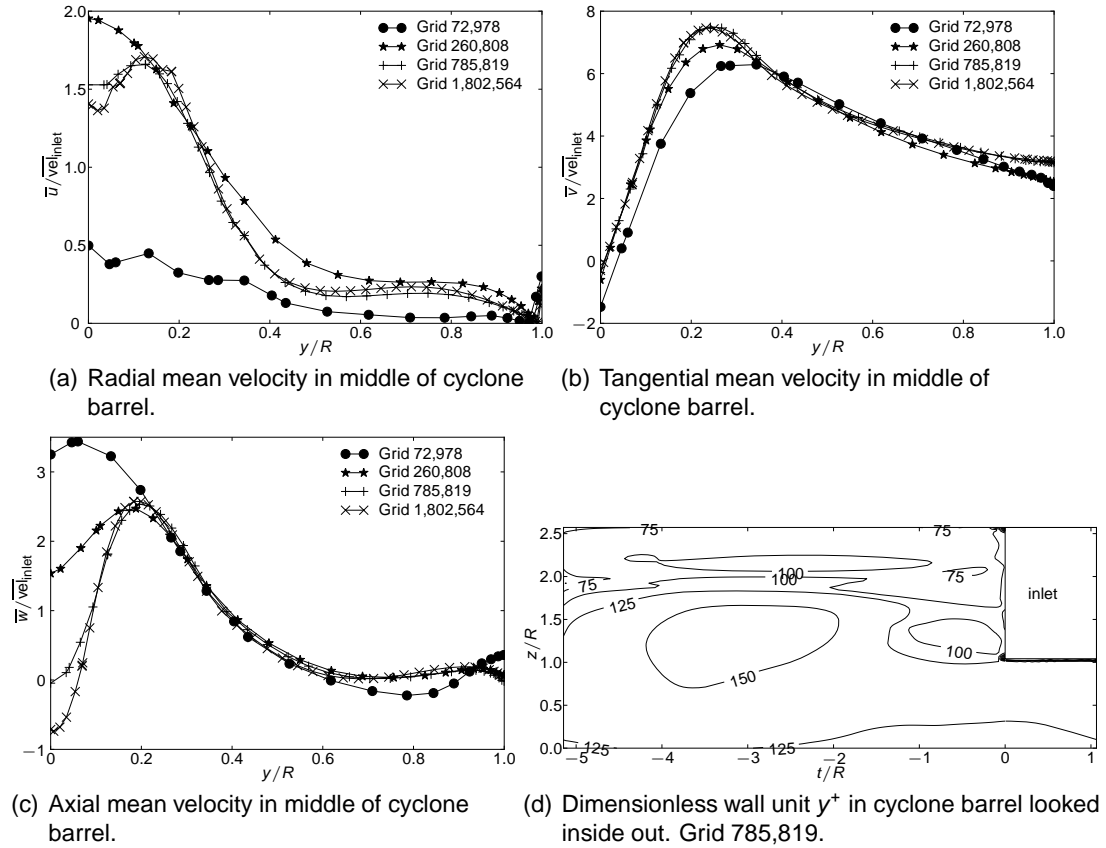 2.0
1.5
1.0
0.5
0
0
0.2
0.4
0.6
0.8
1.0
u/vel inlet
y/R
Grid 72,978
Grid 260,808
Grid 785,819
Grid 1,802,564
(a) Radial mean velocity in middle of cyclone
barrel.
8
6
4
2
0
−2
0
0.2
0.4
0.6
0.8
1.0
v/vel inlet
y/R
Grid 72,978
Grid 260,808
Grid 785,819
Grid 1,802,564
(b) Tangential mean velocity in middle of
cyclone barrel.
3
2
1
0
−1
0
0.2
0.4
0.6
0.8
1.0
w/vel inlet
y/R
Grid 72,978
Grid 260,808
Grid 785,819
Grid 1,802,564
(c) Axial mean velocity in middle of cyclone
barrel.
2.5
2.0
1.5
1.0
0.5
0.0
−5
−4
−3
−2
−1
0
1
z/R
t/R
75
75
100
75
75
125
100
150
125
125
inlet
(d) Dimensionless wall unit y+ in cyclone barrel looked
inside out. Grid 785,819.